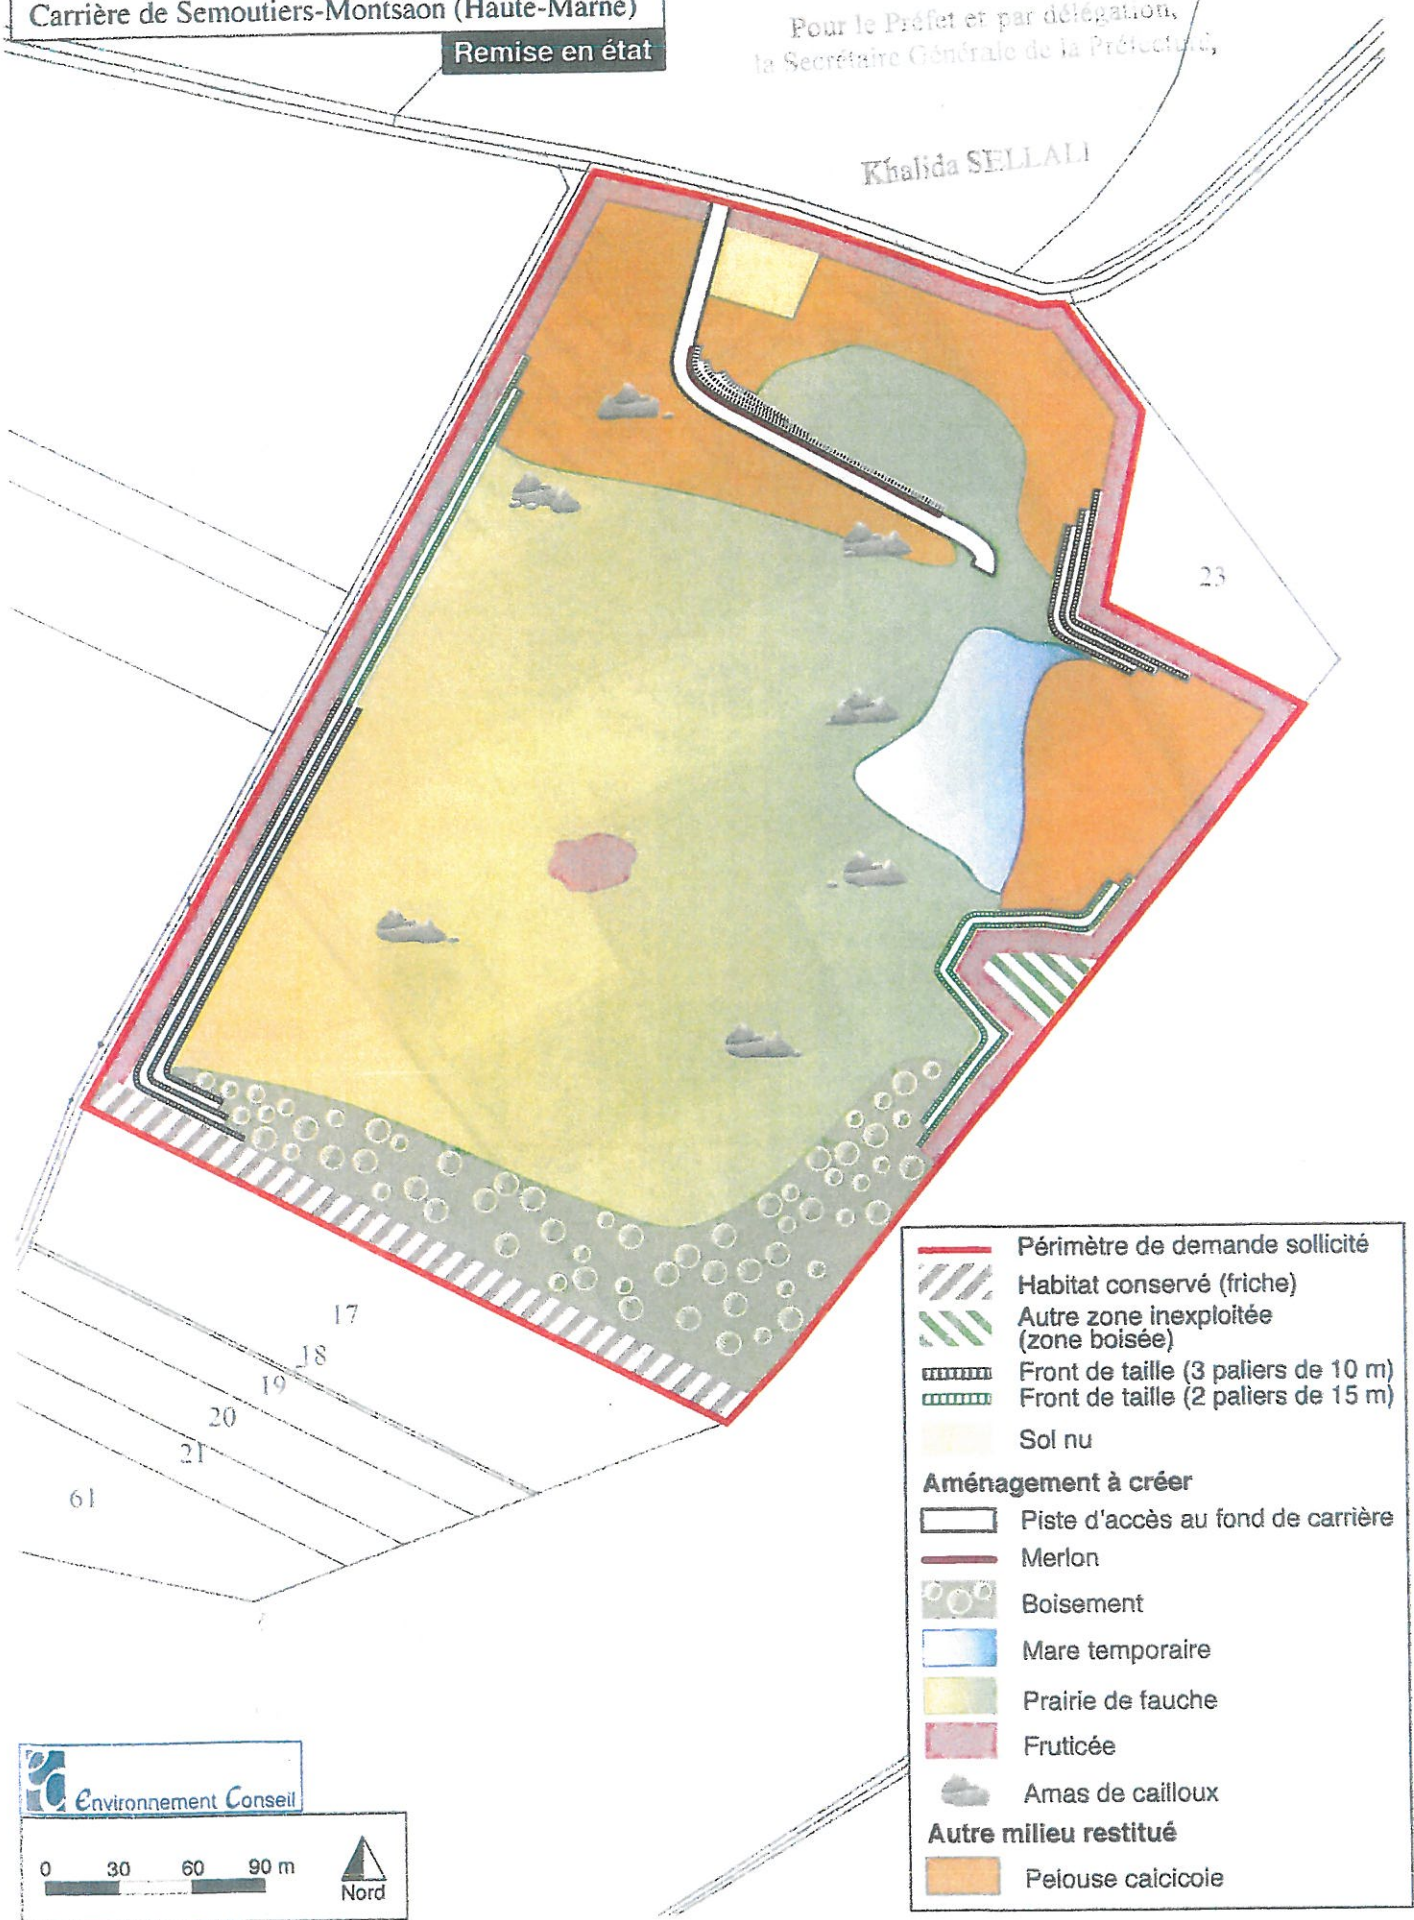 Carrière de Semoutiers-Montsaon (Haute-Marne)
Remise en état
Pour le Préfet et par délégation,
la Secrétaire Générale de la Préfecture,
Khalida SELLALI
23
17
18
19
20
21
61
Périmètre de demande sollicité
Habitat conservé (friche)
Autre zone inexploitée
(zone boisée)
Front de taille (3 paliers de 10 m)
Front de taille (2 paliers de 15 m)
Sol nu
Aménagement à créer
Piste d'accès au fond de carrière
Merlon
Boisement
Mare temporaire
Prairie de fauche
Fruticée
Amas de cailloux
Autre milieu restitué
Pelouse calcicole
Environnement Conseil
0 30 60 90 m
Nord